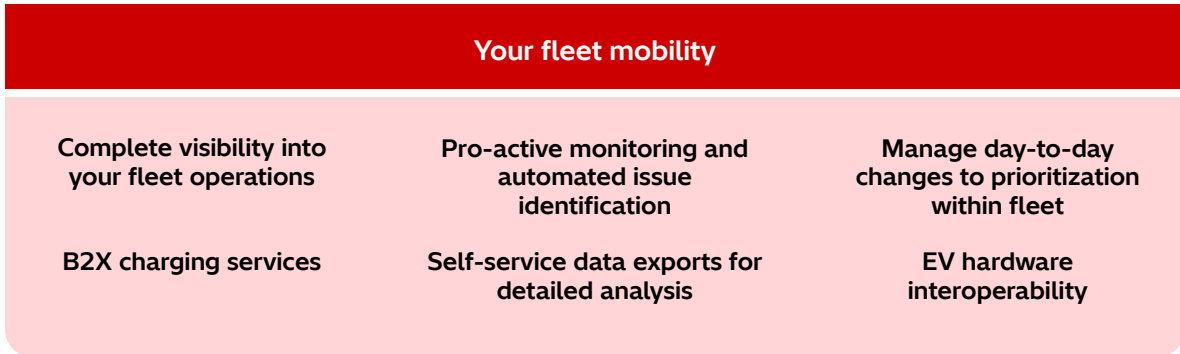 Your fleet mobility
Complete visibility into
your fleet operations
Pro-active monitoring and
automated issue
identification
Manage day-to-day
changes to prioritization
within fleet
B2X charging services
Self-service data exports for
detailed analysis
EV hardware
interoperability